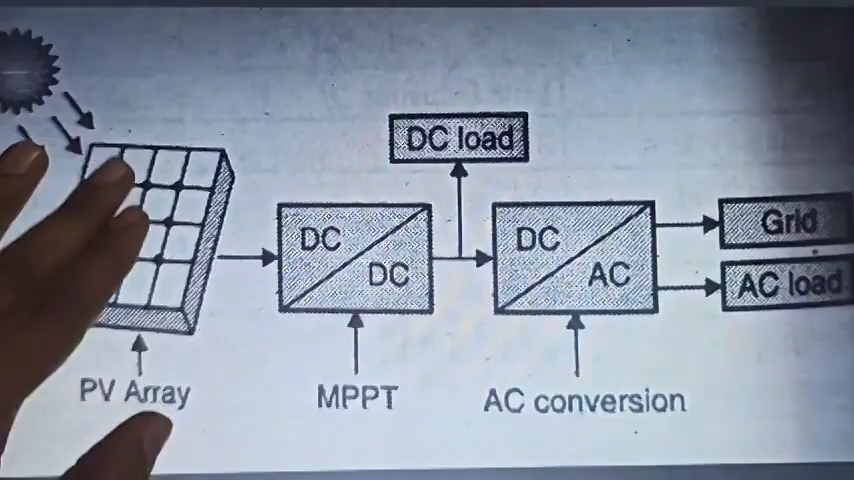 DC load
DC
DC
DC
AC
Grid
AC load
PV Array
MPPT
AC conversion